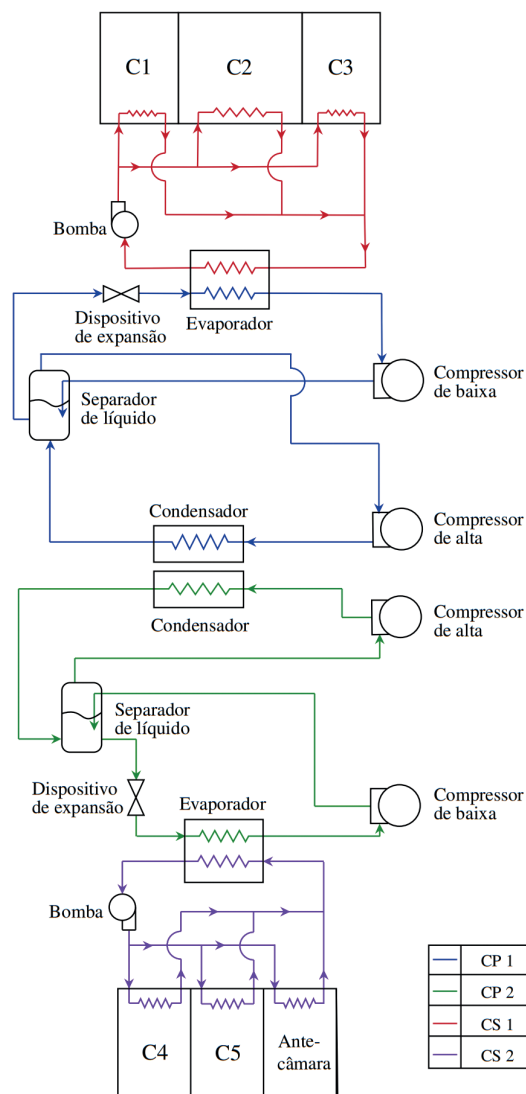 C1
C2
C3
Bomba
Dispositivo
de expansão
Evaporador
Separador
de líquido
Compressor
de baixa
Condensador
Compressor
de alta
Condensador
Compressor
de alta
Separador
de líquido
Dispositivo
de expansão
Evaporador
Compressor
de baixa
Bomba
C4
C5
Ante-
câmara
CP 1
CP 2
CS 1
CS 2